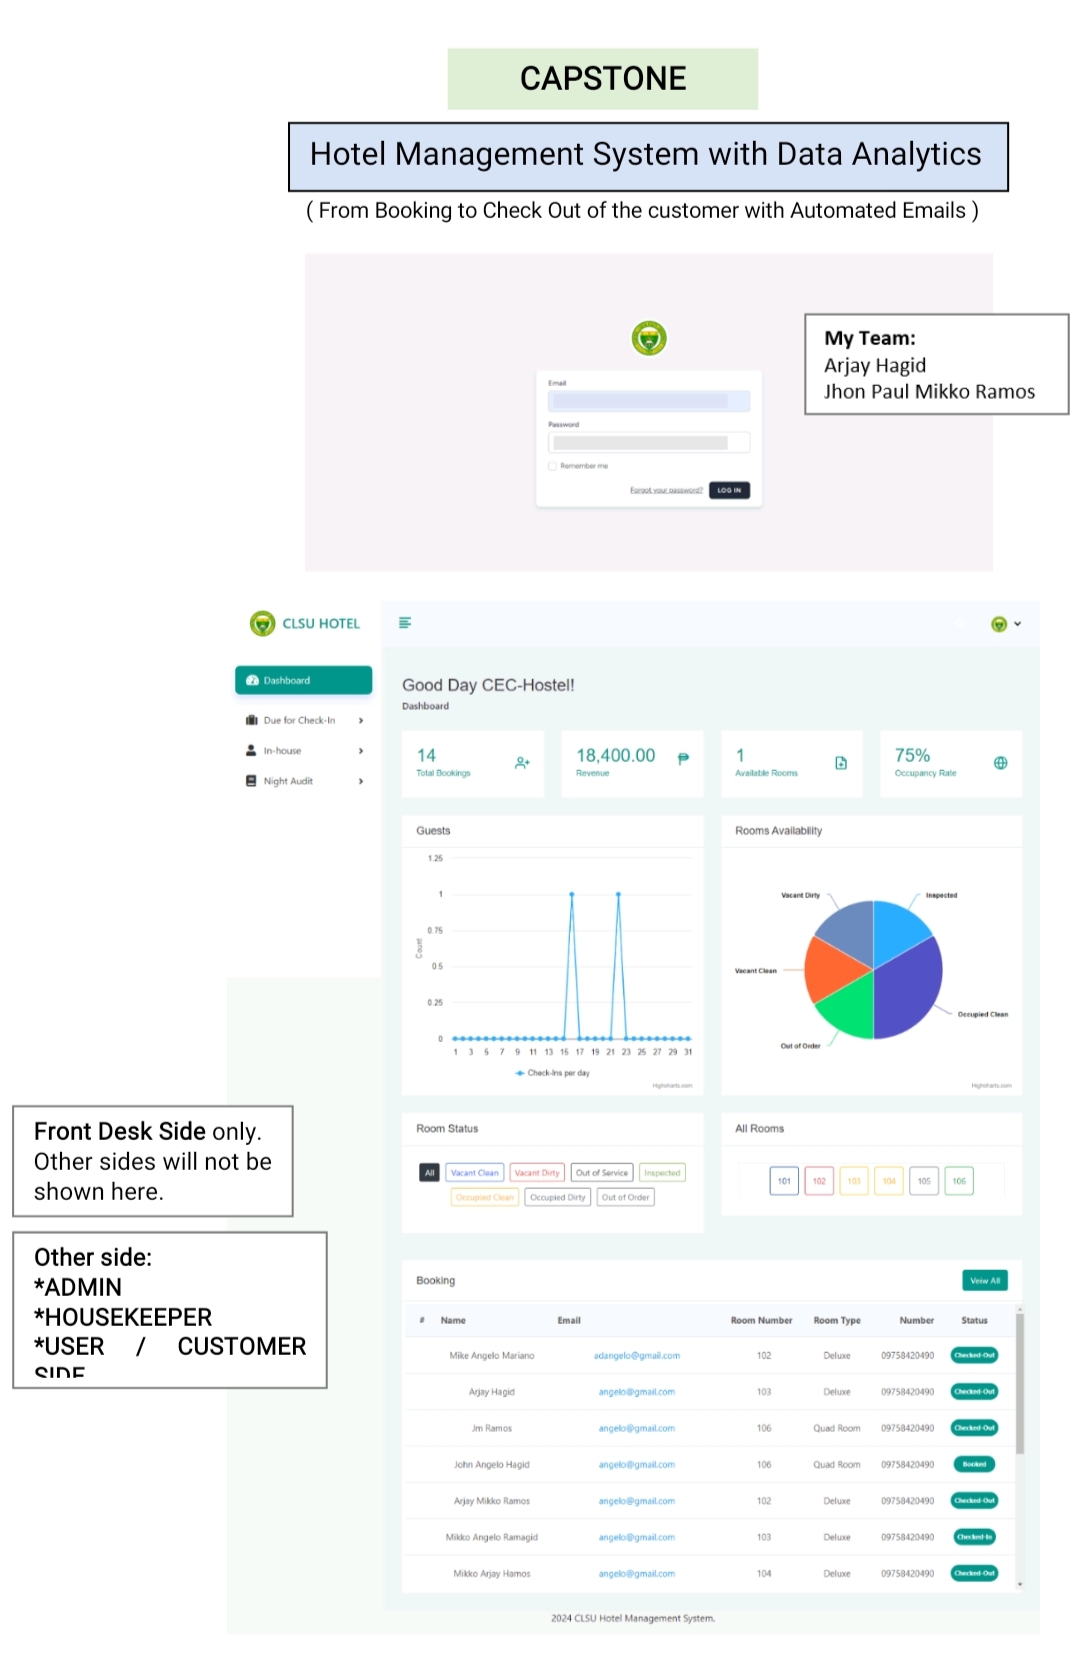 CAPSTONE
Hotel Management System with Data Analytics
( From Booking to Check Out of the customer with Automated Emails )
My Team:
Arjay Hagid
Jhon Paul Mikko Ramos
Email
Password
Remember me
Forgot your password?
LOG IN
CLSU HOTEL
Dashboard
Due for Check-In
In-house
Night Audit
Good Day CEC-Hostel!
Dashboard
14
Total Bookings
18,400.00
Revenue
1
Available Rooms
75%
Occupancy Rate
Guests
1.25
1
0.75
0.5
0.25
0
Count
1 3 5 7 9 11 13 15 17 19 21 23 25 27 29 31
Check-Ins per day
Highcharts.com
Rooms Availability
Vacant Dirty
Inspected
Vacant Clean
Occupied Clean
Out of Order
Highcharts.com
Front Desk Side only.
Other sides will not be
shown here.
Other side:
*ADMIN
*HOUSEKEEPER
*USER / CUSTOMER
SIDE
Room Status
All Vacant Clean Vacant Dirty Out of Service Inspected
Occupied Clean Occupied Dirty Out of Order
All Rooms
101 102 103 104 105 106
Booking
Veiw All
# Name Email Room Number Room Type Number Status
Mike Angelo Mariano adangelo@gmail.com 102 Deluxe 09758420490 Checked-Out
Arjay Hagid angelo@gmail.com 103 Deluxe 09758420490 Checked-Out
Jm Ramos angelo@gmail.com 106 Quad Room 09758420490 Checked-Out
John Angelo Hagid angelo@gmail.com 106 Quad Room 09758420490 Booked
Arjay Mikko Ramos angelo@gmail.com 102 Deluxe 09758420490 Checked-Out
Mikko Angelo Ramagid angelo@gmail.com 103 Deluxe 09758420490 Checked-In
Mikko Arjay Hamos angelo@gmail.com 104 Deluxe 09758420490 Checked-Out
2024 CLSU Hotel Management System.